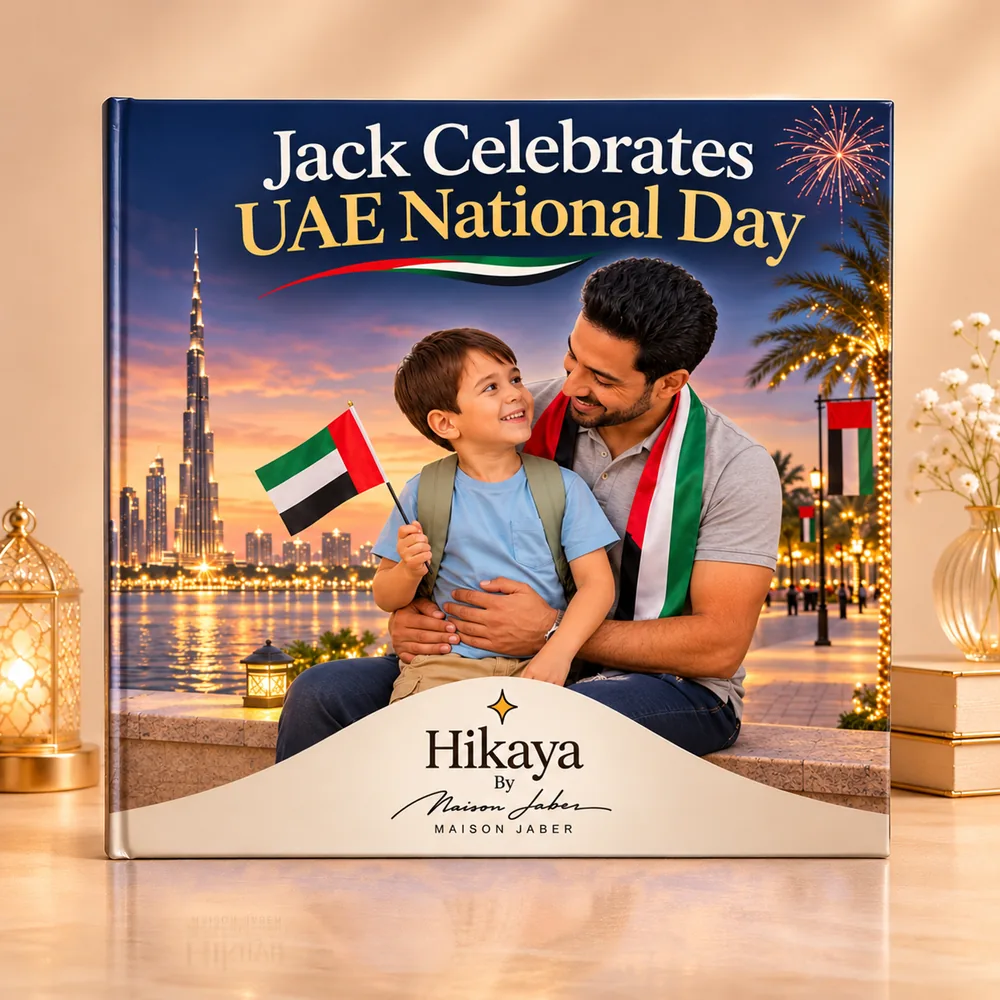 Jack Celebrates
UAE National Day
Hikaya
By
Maison Jaber
MAISON JABER